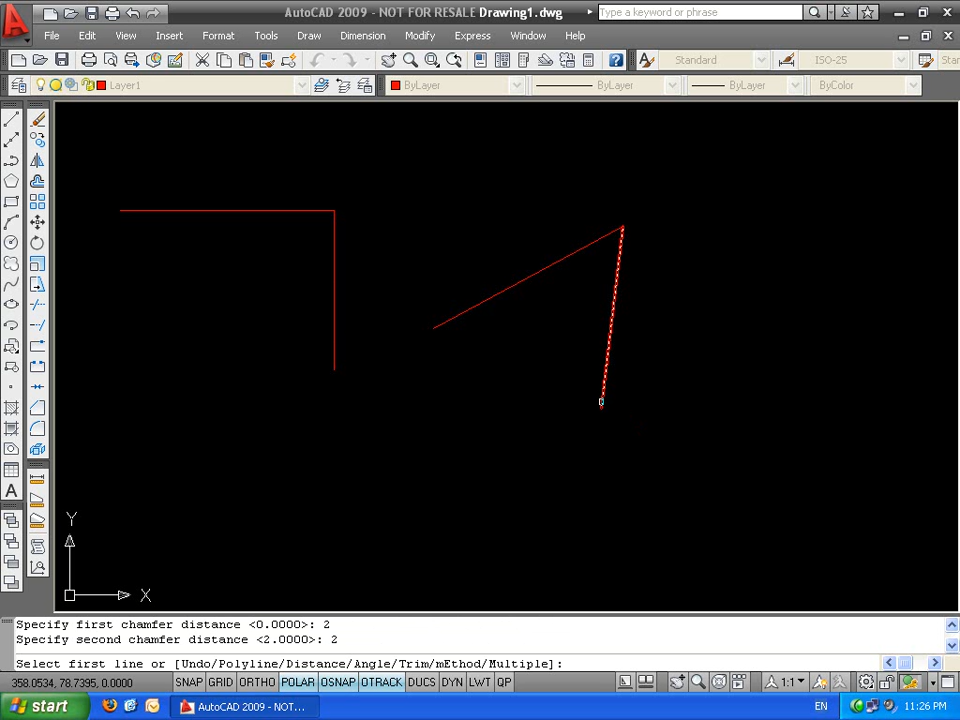 AutoCAD 2009 - NOT FOR RESALE Drawing1.dwg
Type a keyword or phrase
File Edit View Insert Format Tools Draw Dimension Modify Express Window Help
Standard ISO-25 Stan
Layer1 ByLayer ByLayer ByLayer ByColor
A
Y
X
Specify first chamfer distance <0.0000>: 2
Specify second chamfer distance <2.0000>: 2
Select first line or [Undo/Polyline/Distance/Angle/Trim/mEthod/Multiple]:
358.0534, 78.7395, 0.0000 SNAP GRID ORTHO POLAR OSNAP OTRACK DUCS DYN LWT QP 1:1
start AutoCAD 2009 - NOT... EN 11:26 PM